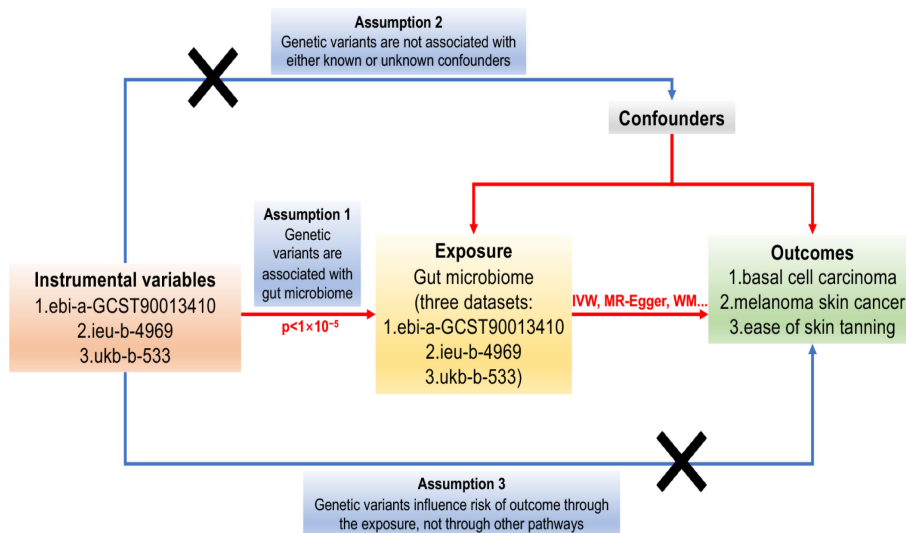 Assumption 2
Genetic variants are not associated with
either known or unknown confounders
Confounders
Assumption 1
Genetic
variants are
associated with
gut microbiome
Instrumental variables
1.ebi-a-GCST90013410
2.ieu-b-4969
3.ukb-b-533
p<1×10⁻⁵
Exposure
Gut microbiome
(three datasets:
1.ebi-a-GCST90013410
2.ieu-b-4969
3.ukb-b-533)
IVW, MR-Egger, WM...
Outcomes
1.basal cell carcinoma
2.melanoma skin cancer
3.ease of skin tanning
Assumption 3
Genetic variants influence risk of outcome through
the exposure, not through other pathways